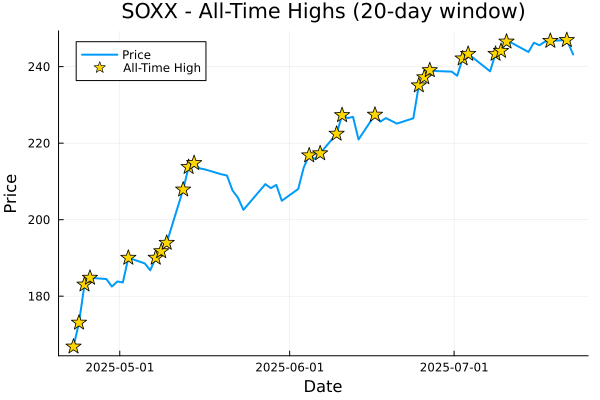 SOXX - All-Time Highs (20-day window)
Price
All-Time High
240
220
200
180
Price
2025-05-01
2025-06-01
2025-07-01
Date